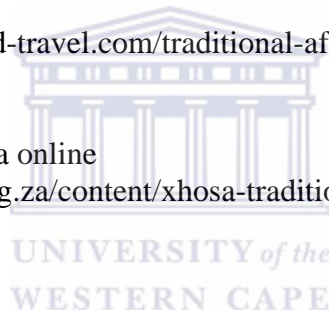 d-travel.com/traditional-af
a online
g.za/content/xhosa-traditio
UNIVERSITY of the
WESTERN CAPE